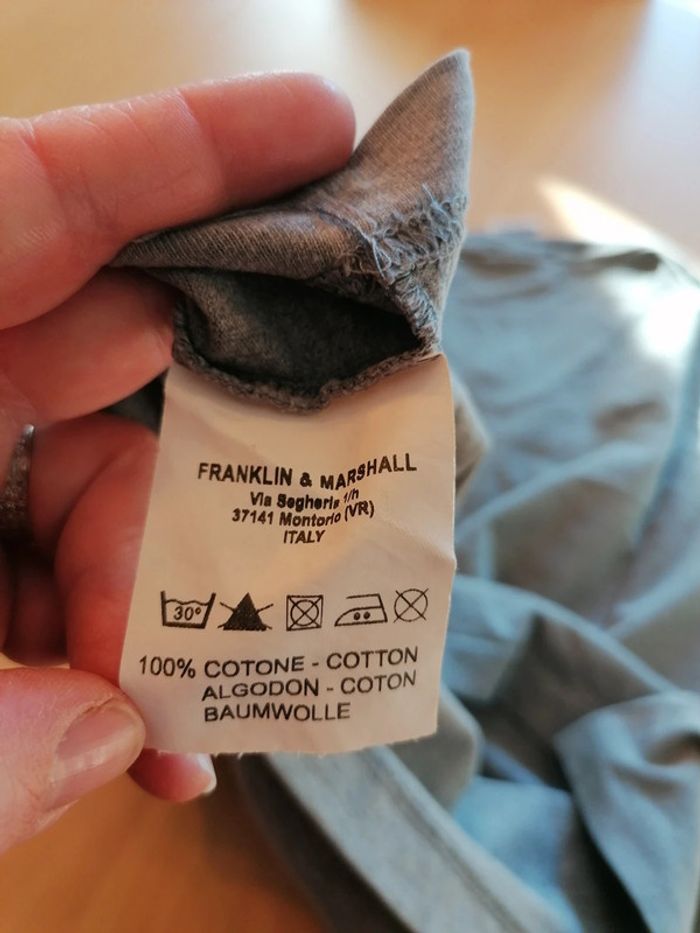 FRANKLIN & MARSHALL
Via Segheria 1/h
37141 Montorio (VR)
ITALY
30°
100% COTONE - COTTON
ALGODON - COTON
BAUMWOLLE